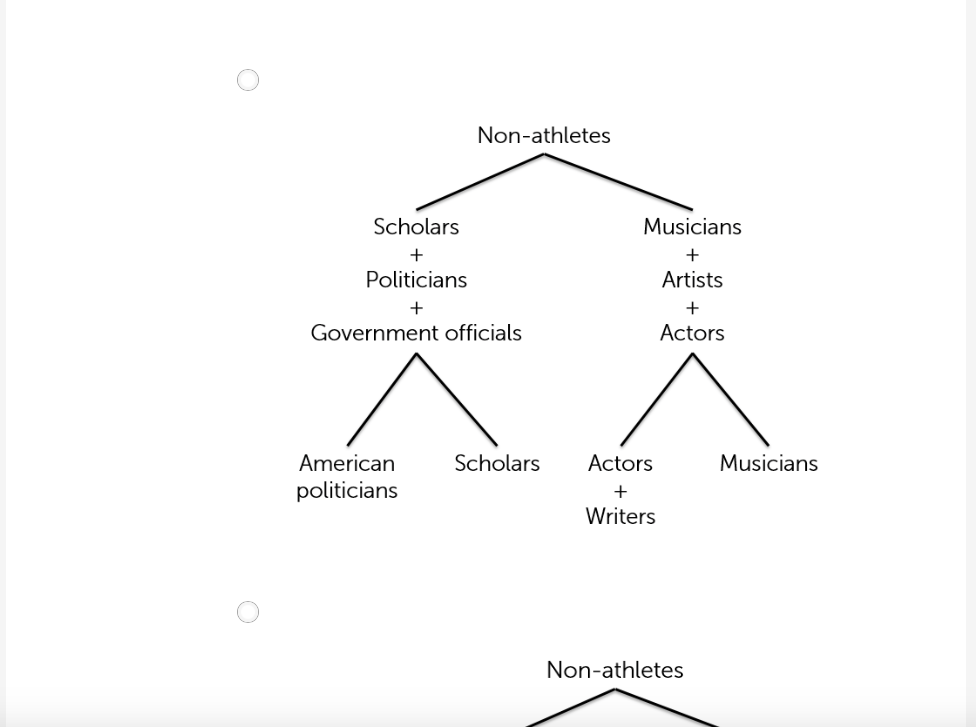 Non-athletes
Scholars
+
Politicians
+
Government officials
Musicians
+
Artists
+
Actors
American
politicians
Scholars
Actors
+
Writers
Musicians
Non-athletes